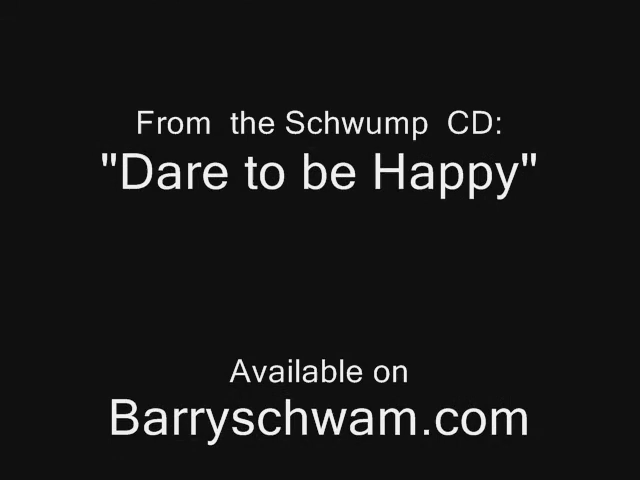 From the Schwump CD:
"Dare to be Happy"
Available on
Barryschwam.com